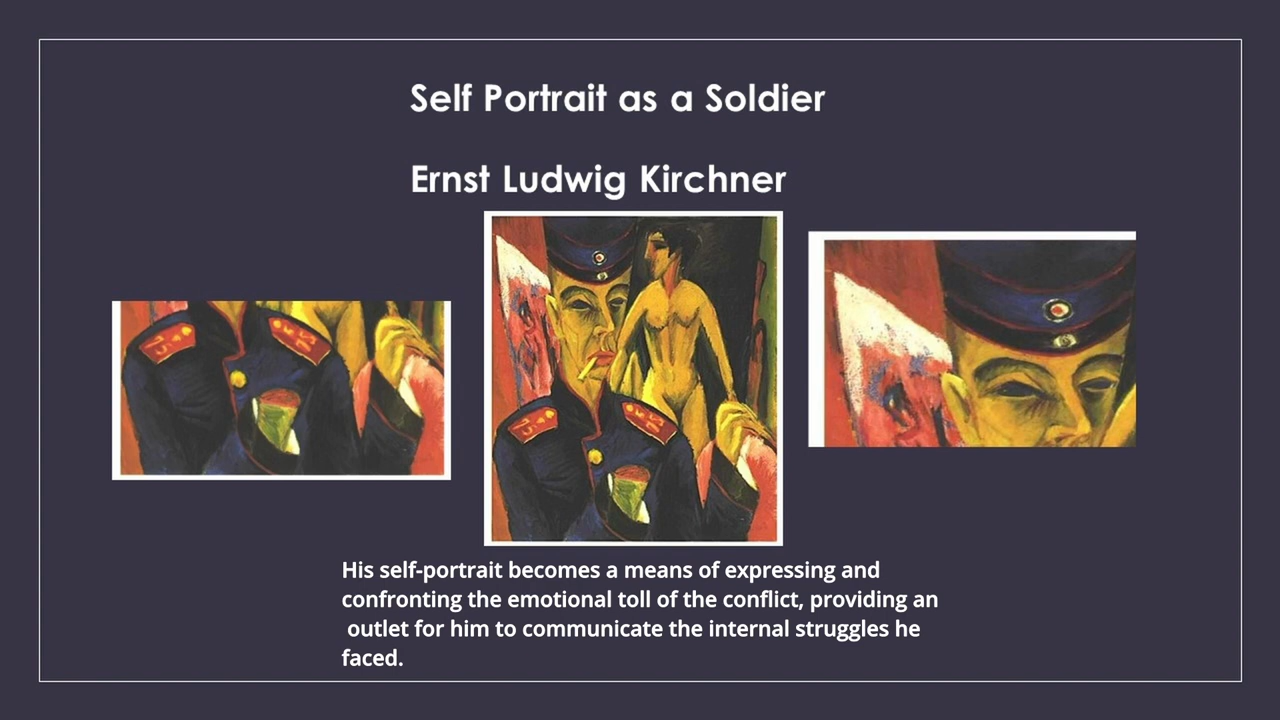 Self Portrait as a Soldier
Ernst Ludwig Kirchner
His self-portrait becomes a means of expressing and
confronting the emotional toll of the conflict, providing an
outlet for him to communicate the internal struggles he
faced.